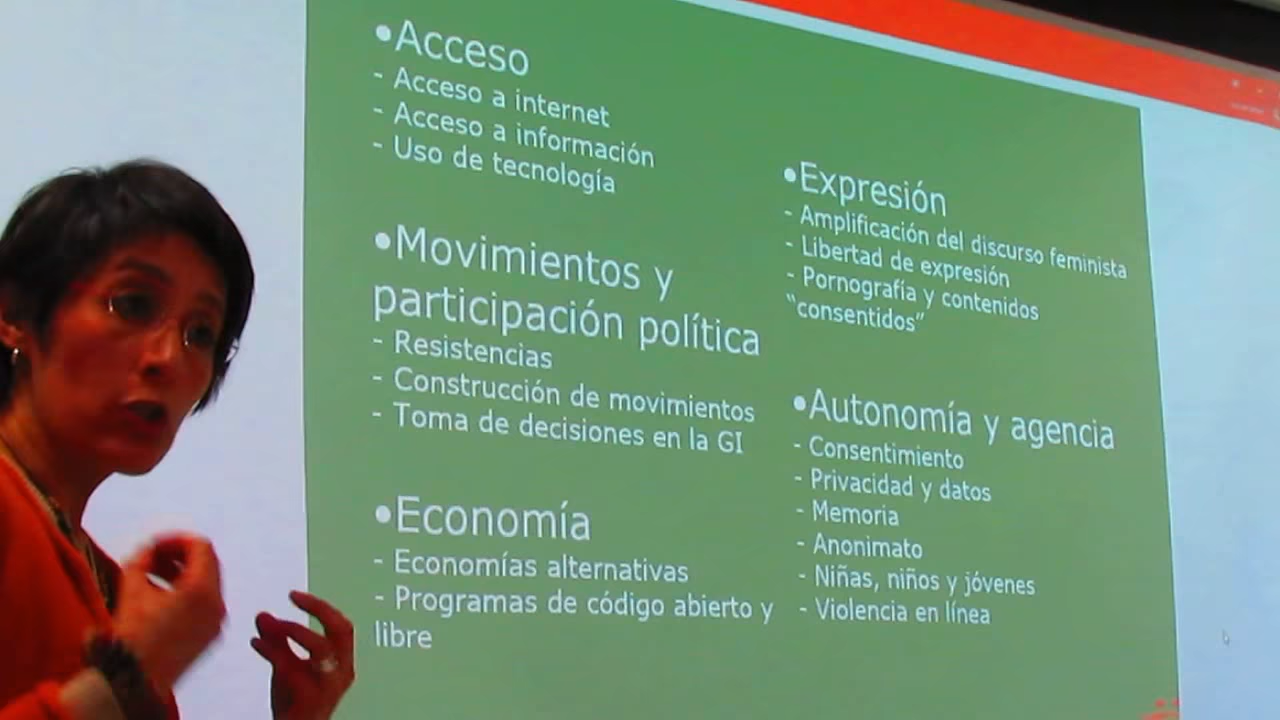 •Acceso
- Acceso a internet
- Acceso a información
- Uso de tecnología
•Movimientos y
participación política
- Resistencias
- Construcción de movimientos
- Toma de decisiones en la GI
•Economía
- Economías alternativas
- Programas de código abierto y
libre
•Expresión
- Amplificación del discurso feminista
- Libertad de expresión
- Pornografía y contenidos
“consentidos”
•Autonomía y agencia
- Consentimiento
- Privacidad y datos
- Memoria
- Anonimato
- Niñas, niños y jóvenes
- Violencia en línea